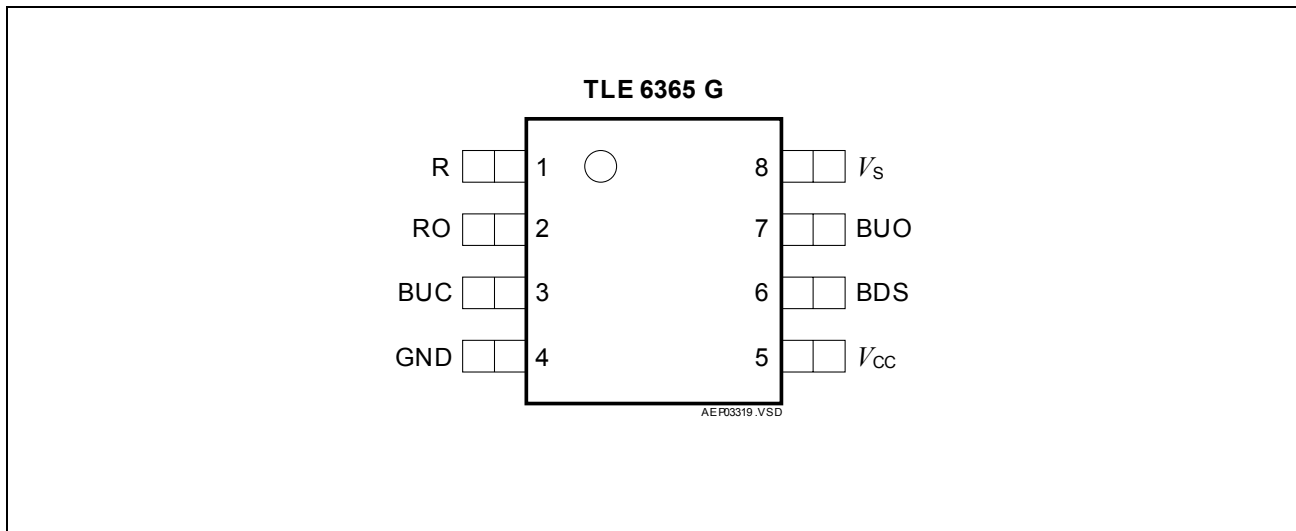 TLE 6365 G
R 1 8 VS
RO 2 7 BUO
BUC 3 6 BDS
GND 4 5 VCC
AEP03319.VSD